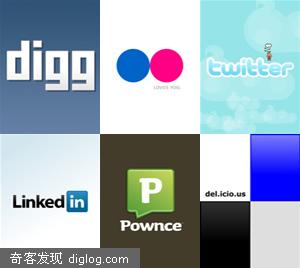 digg
LOVES YOU.
twitter
Linked in
P
Pownce
del.icio.us
奇客发现 diglog.com